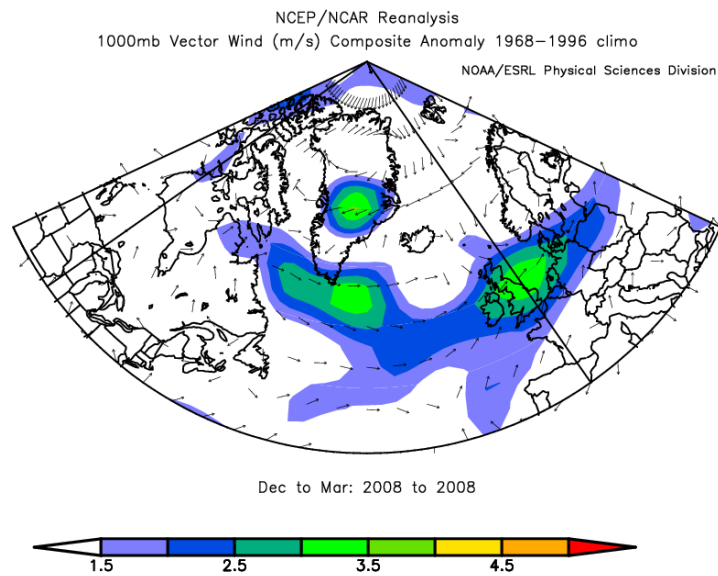 NCEP/NCAR Reanalysis
1000mb Vector Wind (m/s) Composite Anomaly 1968-1996 climo
NOAA/ESRL Physical Sciences Division
Dec to Mar: 2008 to 2008
1.5 2.5 3.5 4.5